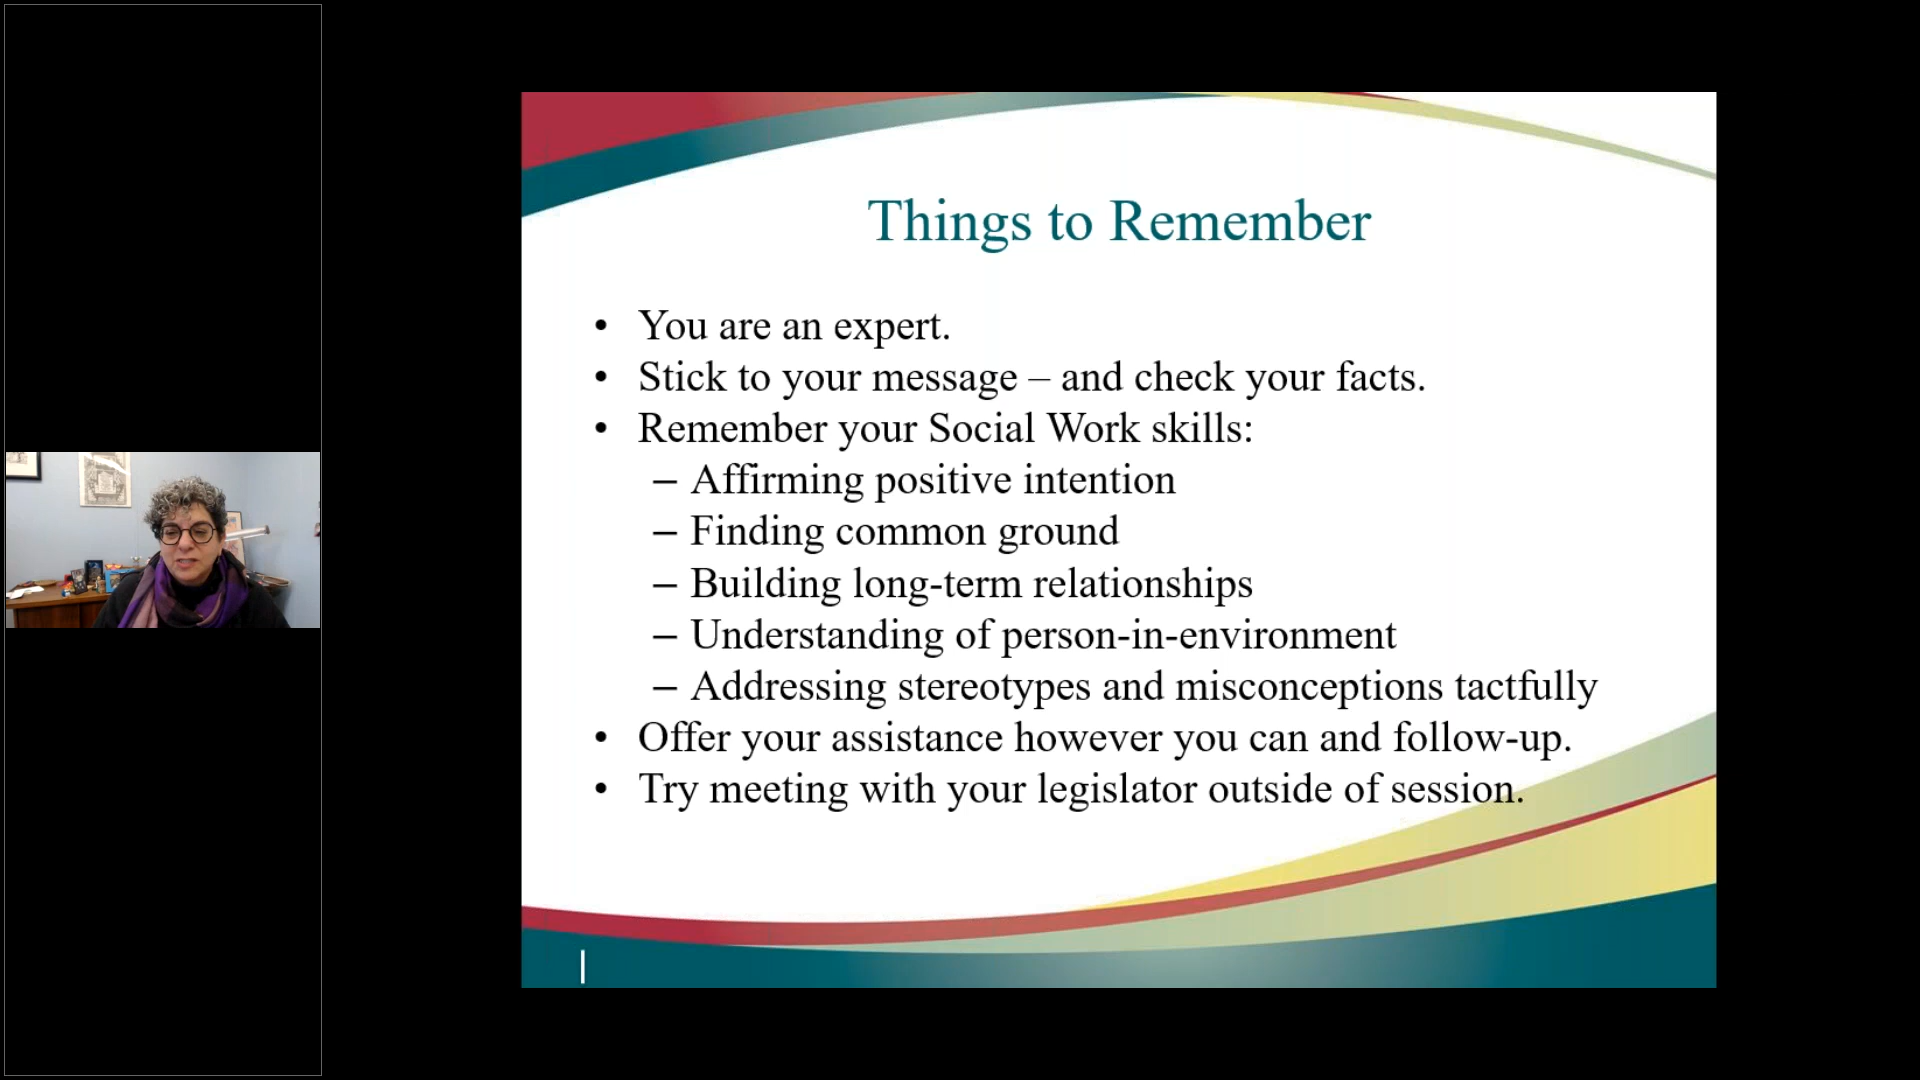 Things to Remember
• You are an expert.
• Stick to your message – and check your facts.
• Remember your Social Work skills:
– Affirming positive intention
– Finding common ground
– Building long-term relationships
– Understanding of person-in-environment
– Addressing stereotypes and misconceptions tactfully
• Offer your assistance however you can and follow-up.
• Try meeting with your legislator outside of session.